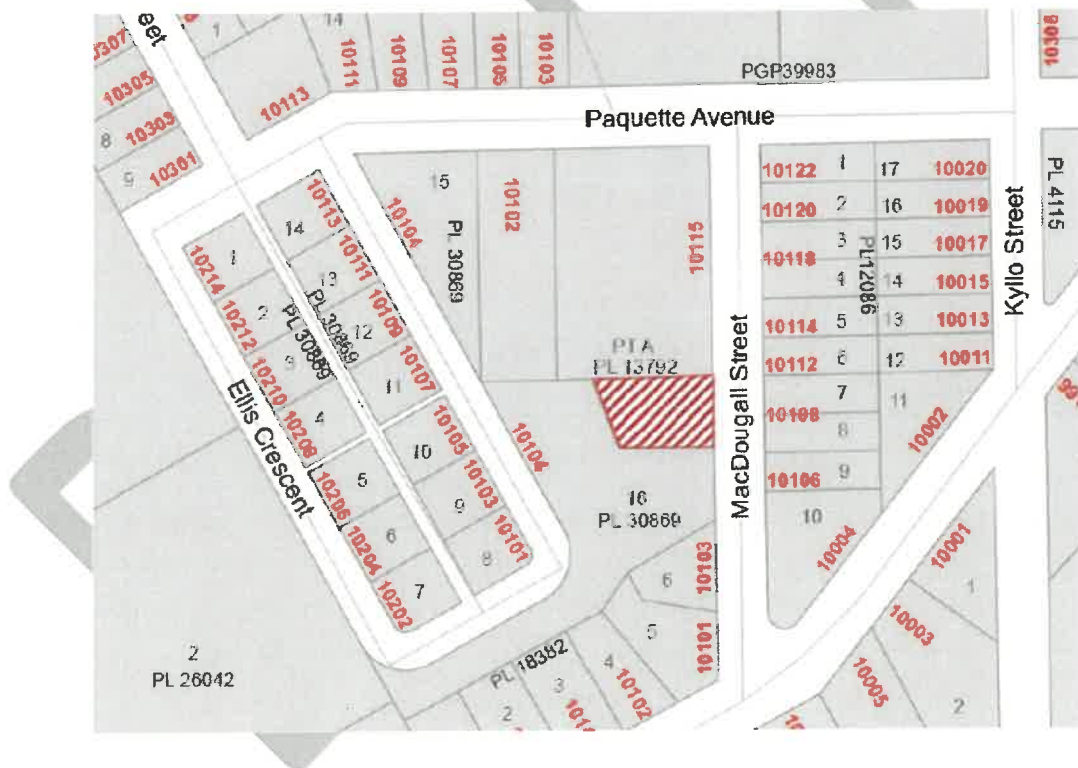 eet
10307
10305
8 10303
9 10301
1
14
10113
10111
10109
10107
10105
10103
PGP39983
Paquette Avenue
PL 4115
Kyllo Street
15
10104
PL 30869
10102
10115
10122 1 17 10020
10120 2 16 10019
10118 3 15 10017
4 14 10015
PL12086
10114 5 13 10013
10112 6 12 10011
10108 7 11 10002
8
10106 9
10
10004
MacDougall Street
PT A
PL 13792
14
10113
13
10111
PL 30869
12
10109
11
10107
10
10105
9
10103
8
10101
1
10214
2
10212
PL 30869
3
10210
4
10208
5
10206
6
10204
7
10202
Ellis Crescent
10104
16
PL 30869
6 10103
5 10101
4 10102
3
2
PL 18382
2
PL 26042
10001
1
10003
10005
2